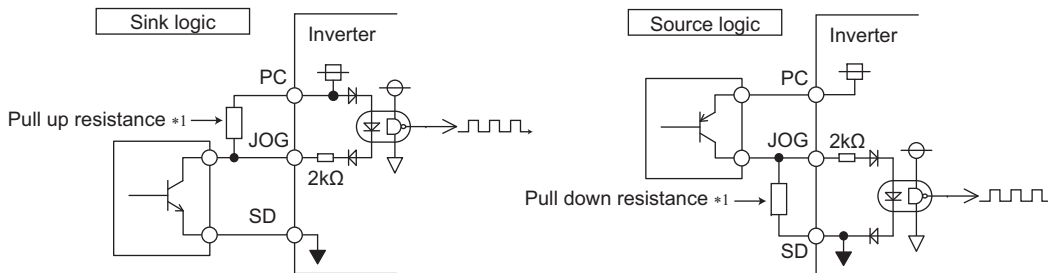 Sink logic
Inverter
PC
Pull up resistance *1
JOG
2kΩ
SD
Source logic
Inverter
PC
JOG
2kΩ
Pull down resistance *1
SD